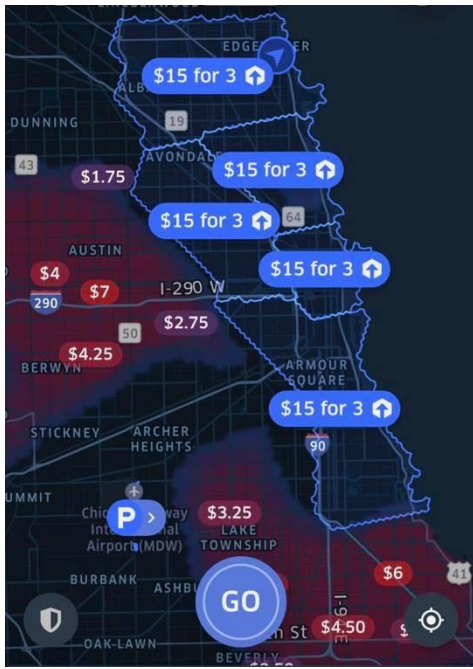 EDGEWATER
$15 for 3
19
DUNNING
AVONDALE
43
$1.75
$15 for 3
$15 for 3
64
AUSTIN
$4
$7
290
I-290 W
$15 for 3
$2.75
50
$4.25
BERWYN
ARMOUR
SQUARE
$15 for 3
STICKNEY
ARCHER
HEIGHTS
90
P
$3.25
LAKE
TOWNSHIP
Airport (MDW)
BURBANK
$6
41
GO
$4.50
OAK-LAWN
BEVERLY